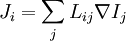 J_i = \sum_j L_{ij} \nabla I_j